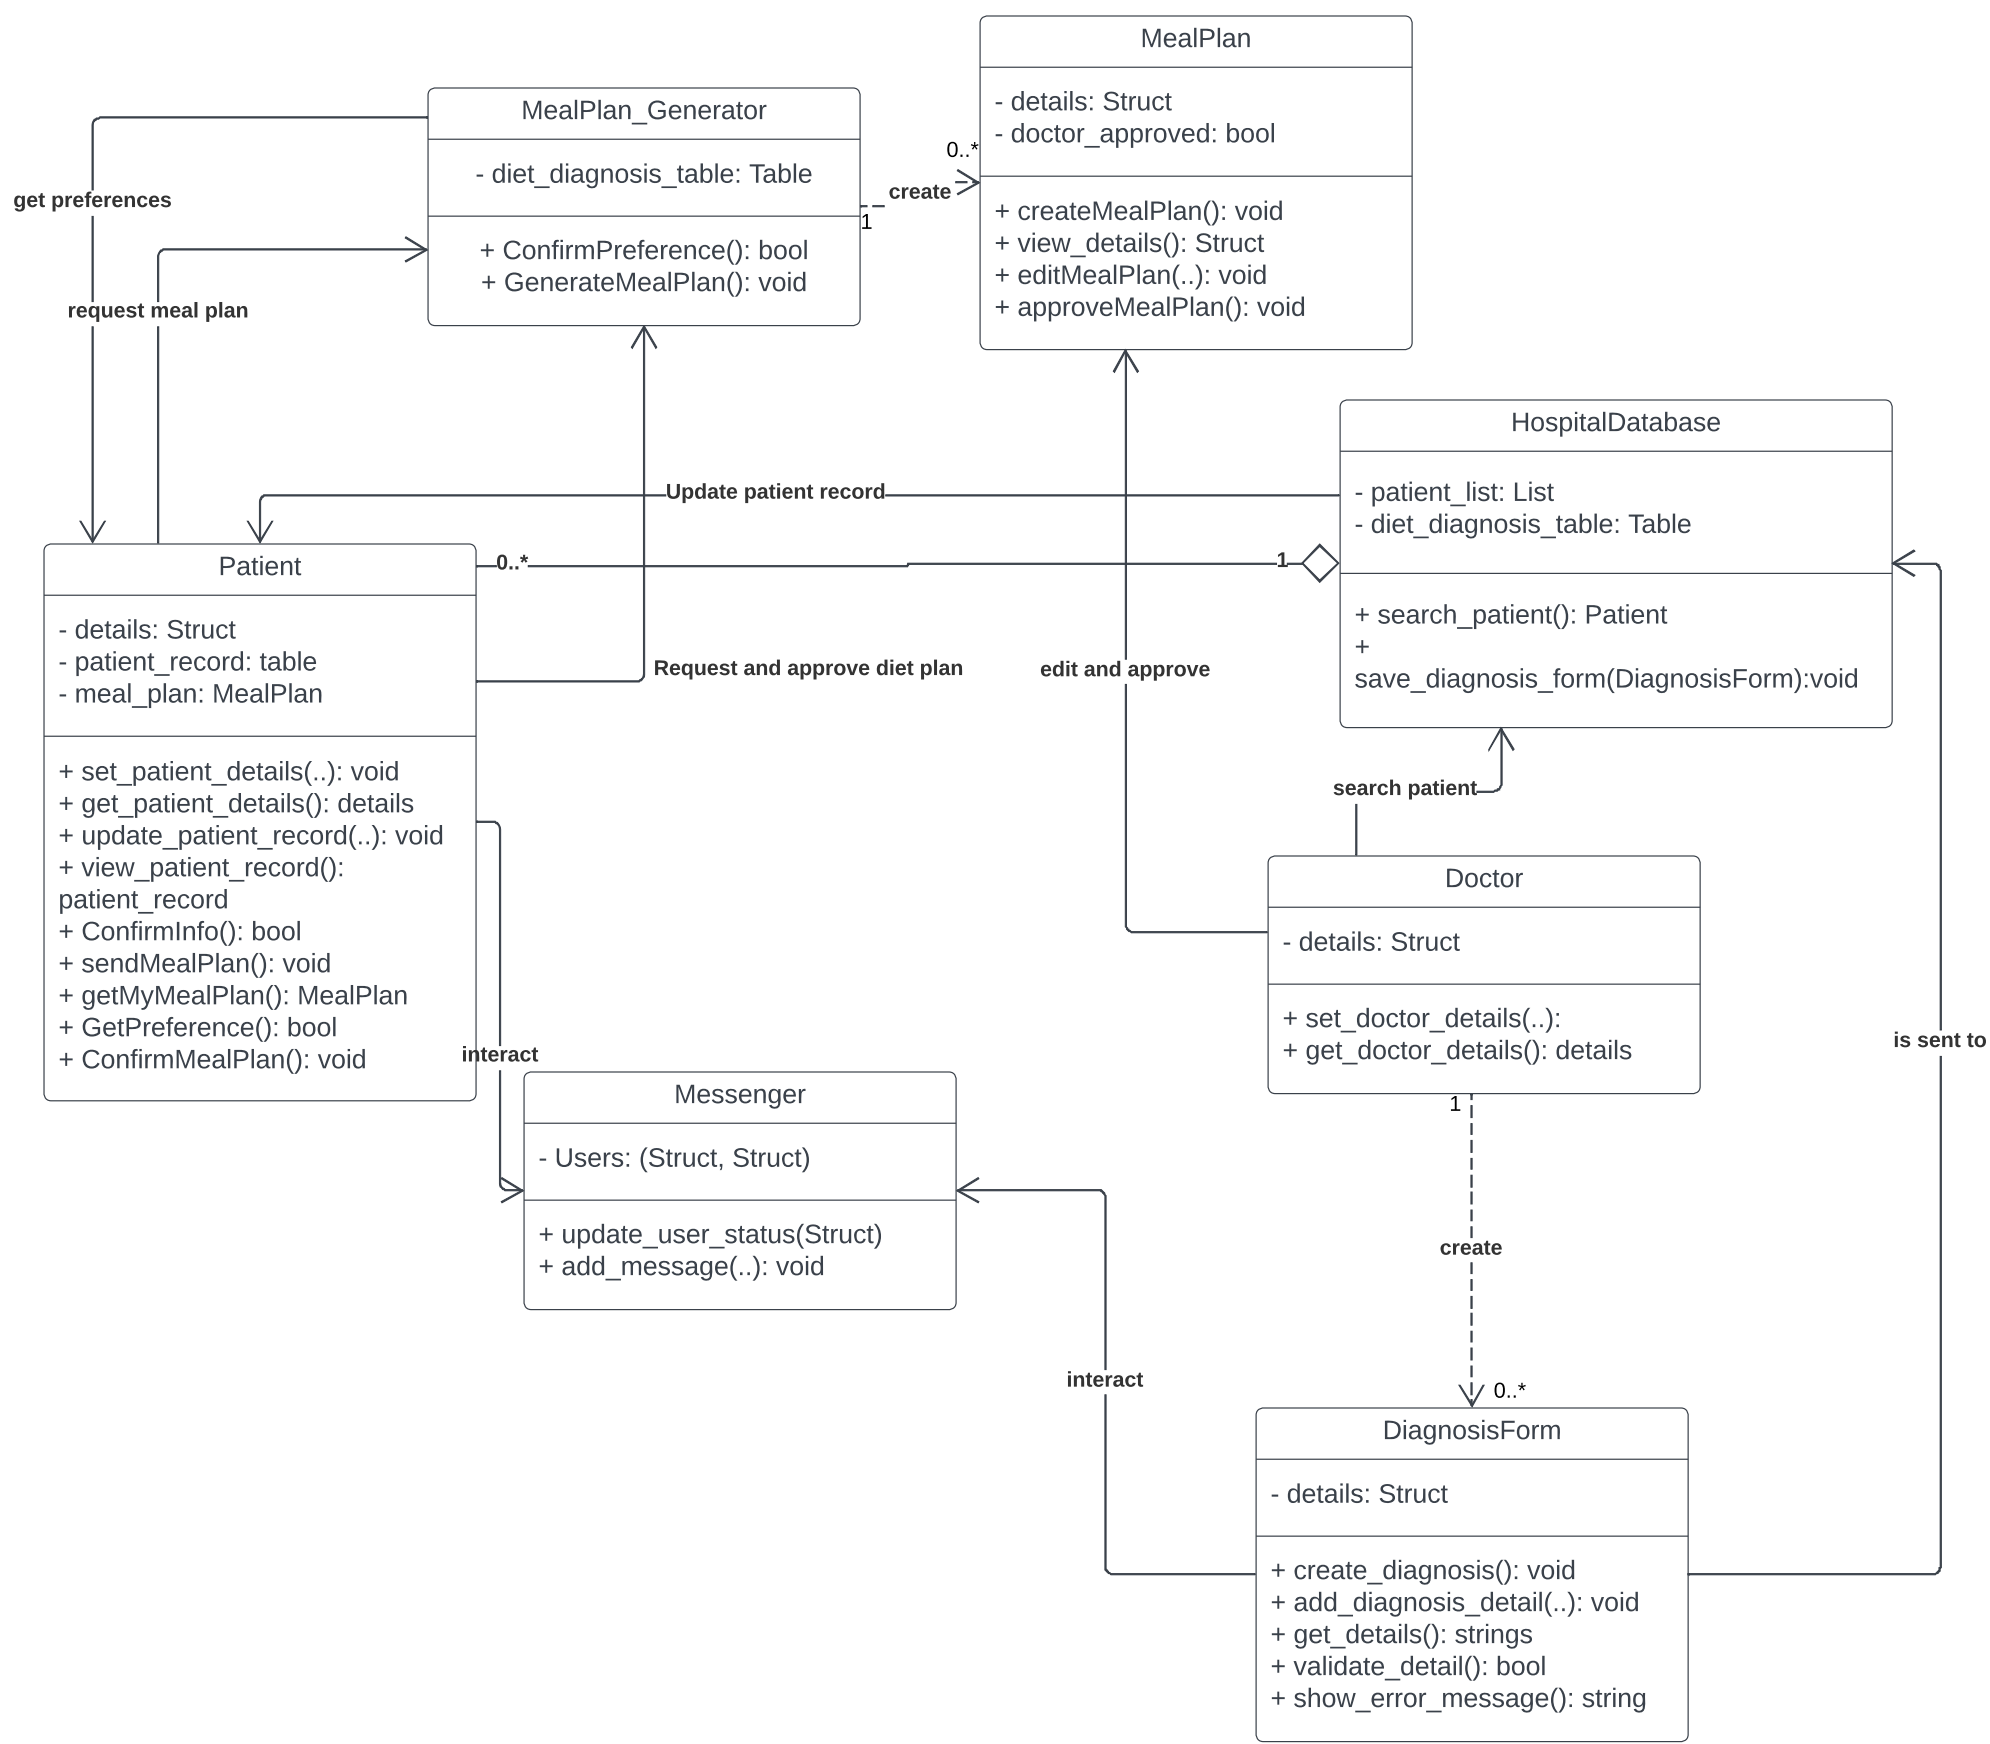 MealPlan
- details: Struct
- doctor_approved: bool
+ createMealPlan(): void
+ view_details(): Struct
+ editMealPlan(..): void
+ approveMealPlan(): void
MealPlan_Generator
- diet_diagnosis_table: Table
+ ConfirmPreference(): bool
+ GenerateMealPlan(): void
0..*
create
1
get preferences
request meal plan
HospitalDatabase
- patient_list: List
- diet_diagnosis_table: Table
+ search_patient(): Patient
+
save_diagnosis_form(DiagnosisForm):void
Update patient record
0..*
1
Patient
- details: Struct
- patient_record: table
- meal_plan: MealPlan
+ set_patient_details(..): void
+ get_patient_details(): details
+ update_patient_record(..): void
+ view_patient_record():
patient_record
+ ConfirmInfo(): bool
+ sendMealPlan(): void
+ getMyMealPlan(): MealPlan
+ GetPreference(): bool
+ ConfirmMealPlan(): void
Request and approve diet plan
edit and approve
search patient
Doctor
- details: Struct
+ set_doctor_details(..):
+ get_doctor_details(): details
is sent to
interact
Messenger
- Users: (Struct, Struct)
+ update_user_status(Struct)
+ add_message(..): void
1
create
0..*
interact
DiagnosisForm
- details: Struct
+ create_diagnosis(): void
+ add_diagnosis_detail(..): void
+ get_details(): strings
+ validate_detail(): bool
+ show_error_message(): string